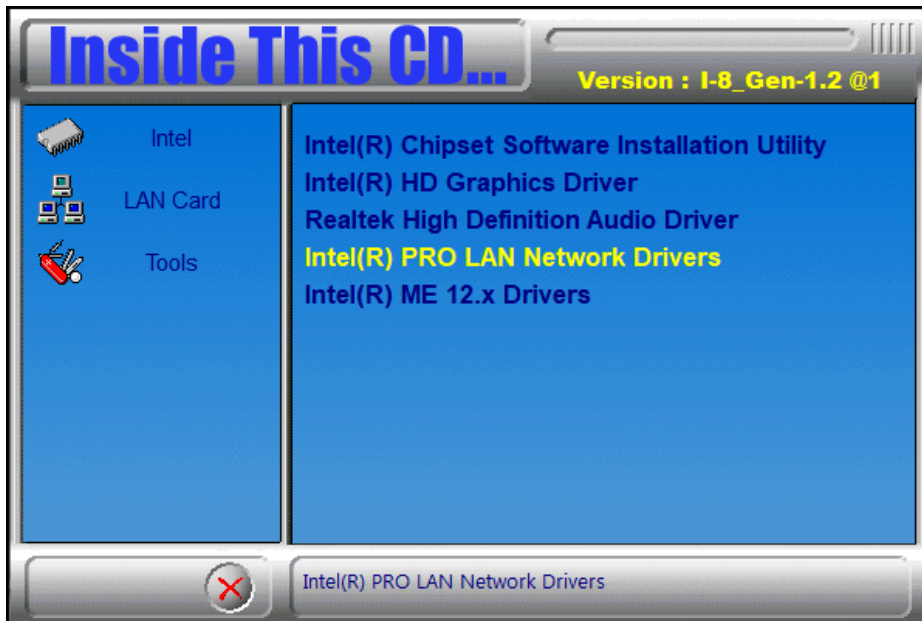 Inside This CD...
Version : I-8_Gen-1.2 @1
Intel
LAN Card
Tools
Intel(R) Chipset Software Installation Utility
Intel(R) HD Graphics Driver
Realtek High Definition Audio Driver
Intel(R) PRO LAN Network Drivers
Intel(R) ME 12.x Drivers
Intel(R) PRO LAN Network Drivers